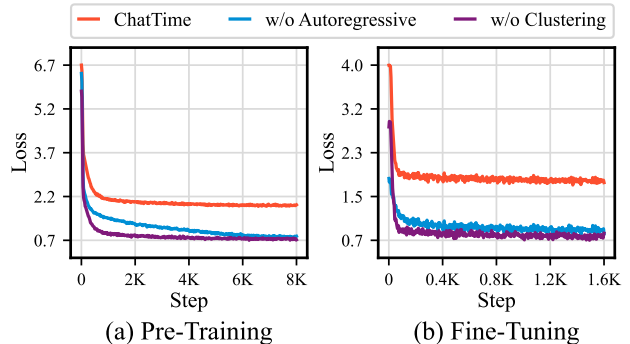 ChatTime
w/o Autoregressive
w/o Clustering
Loss
6.7
5.2
3.7
2.2
0.7
0
2K
4K
6K
8K
Step
(a) Pre-Training
Loss
4.0
3.2
2.3
1.5
0.7
0
0.4K
0.8K
1.2K
1.6K
Step
(b) Fine-Tuning